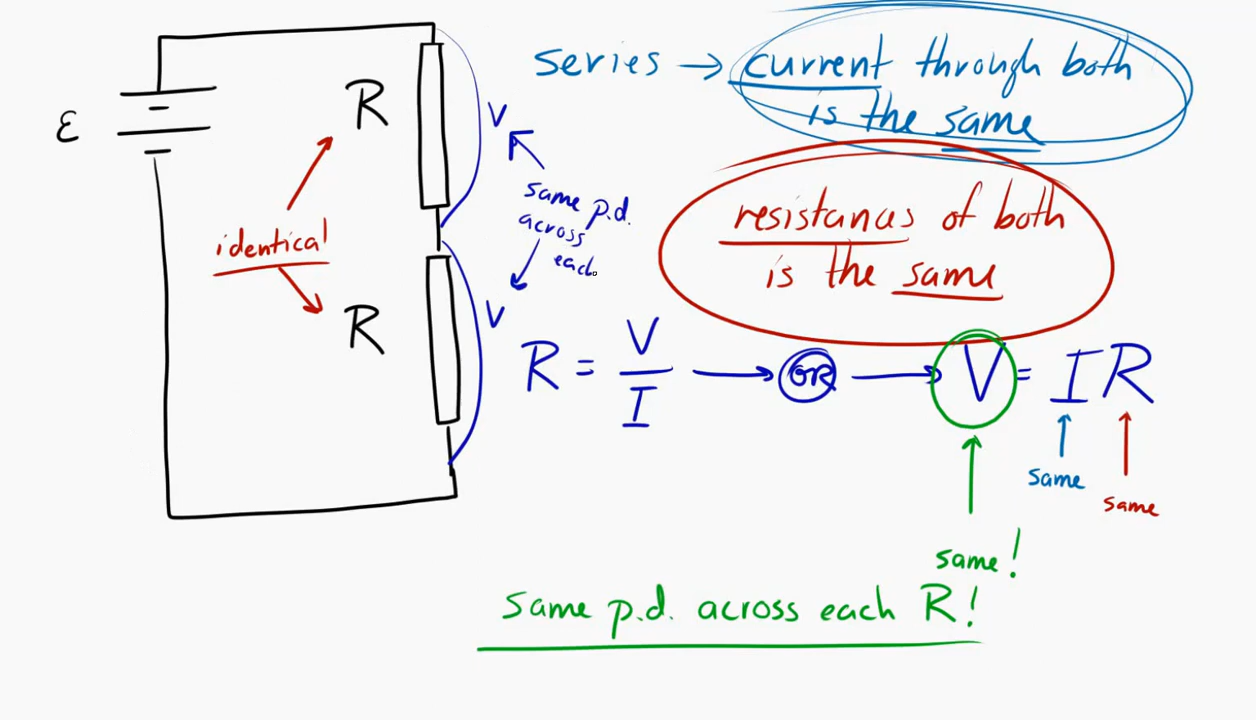 series → current through both
is the same
ε
R
V
identical
same p.d.
across
each
resistances of both
is the same
R
V
R = V / I → OR → V = I R
same
same
same!
same p.d. across each R!